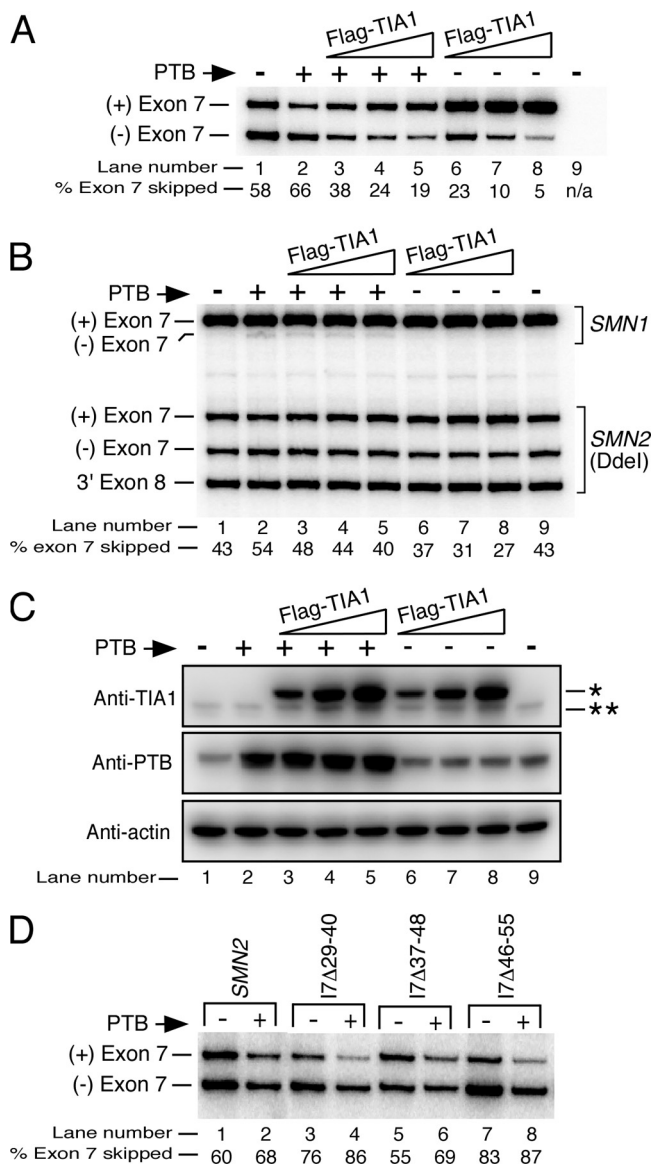 A
Flag-TIA1 Flag-TIA1
PTB - + + + + - - - -
(+) Exon 7
(-) Exon 7
Lane number 1 2 3 4 5 6 7 8 9
% Exon 7 skipped 58 66 38 24 19 23 10 5 n/a
B
Flag-TIA1 Flag-TIA1
PTB - + + + + - - - -
(+) Exon 7 SMN1
(-) Exon 7
(+) Exon 7 SMN2
(-) Exon 7 (DdeI)
3' Exon 8
Lane number 1 2 3 4 5 6 7 8 9
% exon 7 skipped 43 54 48 44 40 37 31 27 43
C
Flag-TIA1 Flag-TIA1
PTB - + + + + - - - -
Anti-TIA1 *
**
Anti-PTB
Anti-actin
Lane number 1 2 3 4 5 6 7 8 9
D
SMN2 I7Δ29-40 I7Δ37-48 I7Δ46-55
PTB - + - + - + - +
(+) Exon 7
(-) Exon 7
Lane number 1 2 3 4 5 6 7 8
% Exon 7 skipped 60 68 76 86 55 69 83 87